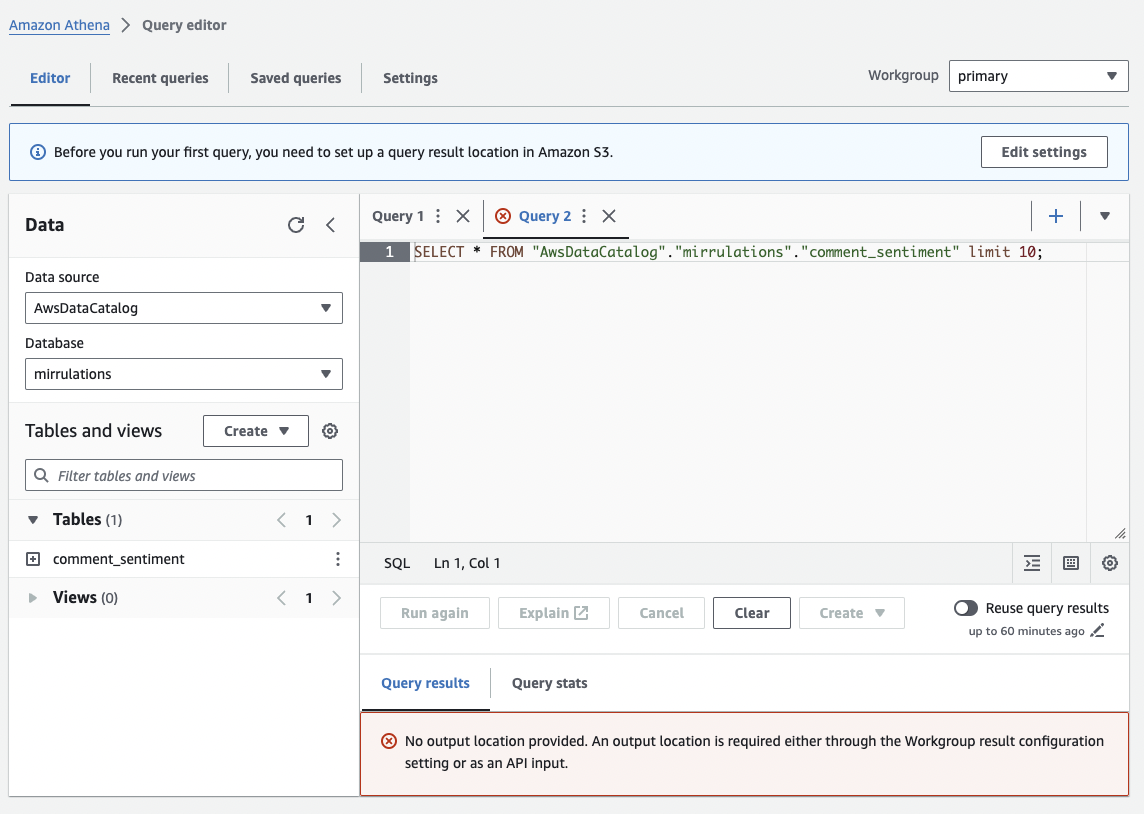 Amazon Athena > Query editor
Editor Recent queries Saved queries Settings
Workgroup primary
Before you run your first query, you need to set up a query result location in Amazon S3.
Edit settings
Data
Data source
AwsDataCatalog
Database
mirrulations
Tables and views Create
Filter tables and views
Tables (1) < 1 >
comment_sentiment
Views (0) < 1 >
Query 1 Query 2
1 SELECT * FROM "AwsDataCatalog"."mirrulations"."comment_sentiment" limit 10;
SQL Ln 1, Col 1
Run again Explain Cancel Clear Create
Reuse query results
up to 60 minutes ago
Query results Query stats
No output location provided. An output location is required either through the Workgroup result configuration
setting or as an API input.